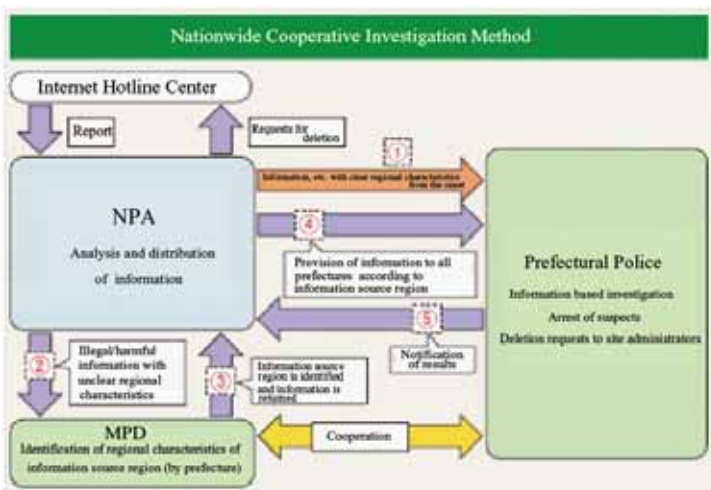 Nationwide Cooperative Investigation Method
Internet Hotline Center
Report
Requests for
deletion
①
Information, etc. with clear regional characteristics
from the onset
NPA
Analysis and distribution
of information
④
Provision of information to all
prefectures according to
information source region
Prefectural Police
Information based investigation
Arrest of suspects
Deletion requests to site administrators
⑤
Notification
of results
②
Illegal/harmful
information with
unclear regional
characteristics
③
Information source
region is identified
and information is
returned
MPD
Identification of regional characteristics of
information source region (by prefecture)
Cooperation